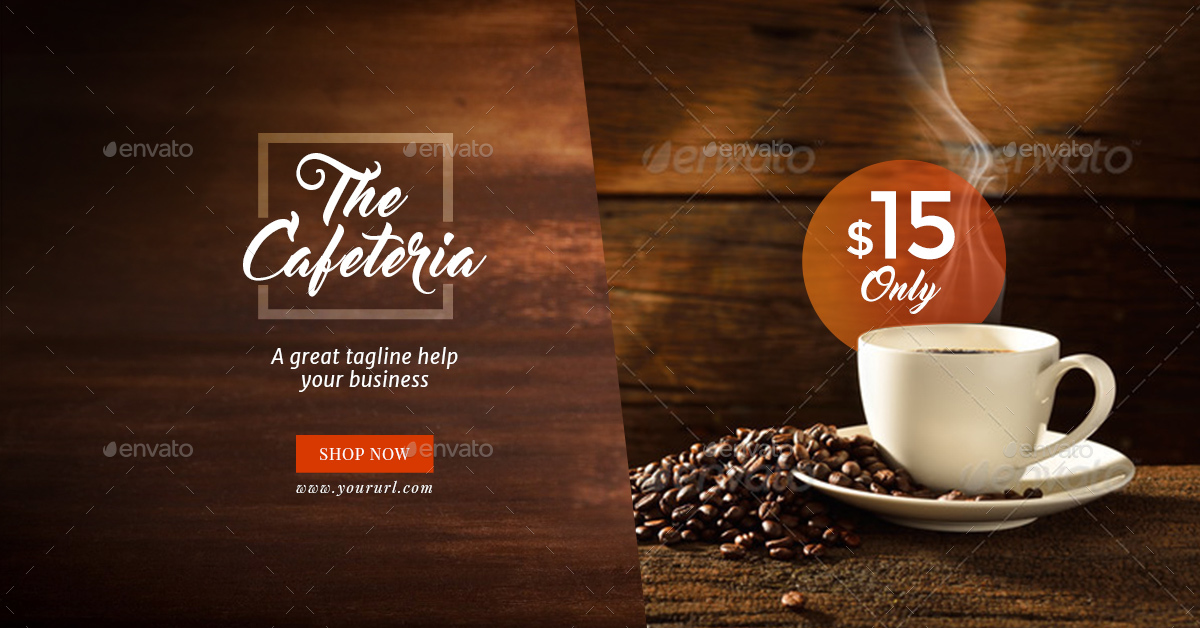 The
Cafeteria
A great tagline help
your business
SHOP NOW
www.yoururl.com
$15
Only
envato
envato
envato
envato
envato
envato
envato
envato
envato